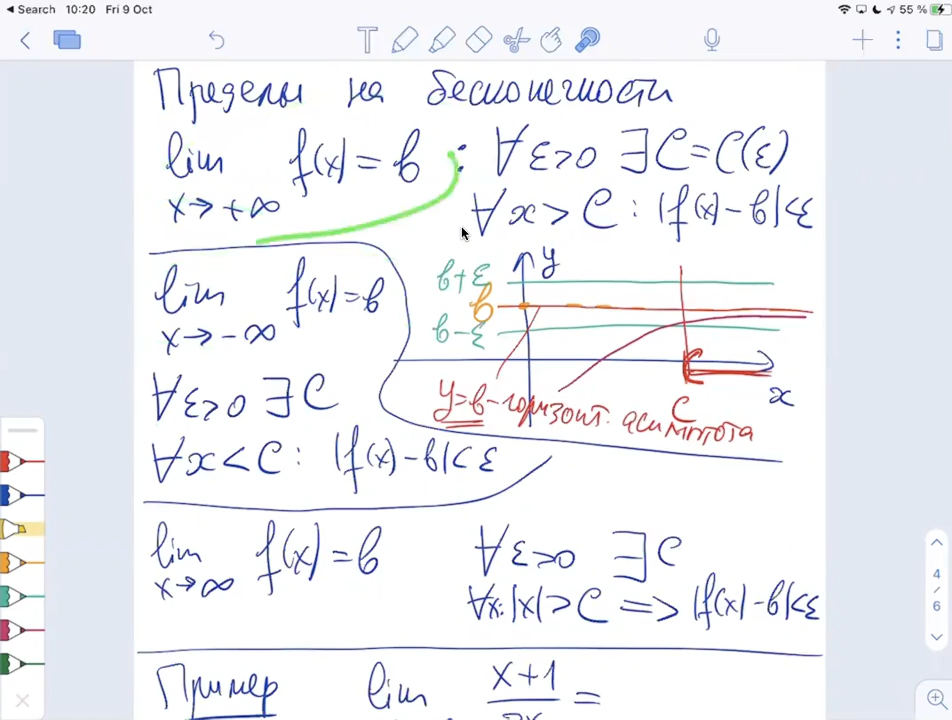 Search 10:20 Fri 9 Oct 55 %
Пределы на бесконечности
lim f(x) = b : ∀ε>0 ∃C=C(ε)
x→+∞ ∀x>C: |f(x)-b|<ε
lim f(x)=b
x→-∞
∀ε>0 ∃C
∀x<C: |f(x)-b|<ε
y
b+ε
b
b-ε
x
C
y=b-горизонт. асимптота
lim f(x)=b ∀ε>0 ∃C
x→∞ ∀x: |x|>C => |f(x)-b|<ε
Пример lim x+1 =
2x
4
/
6